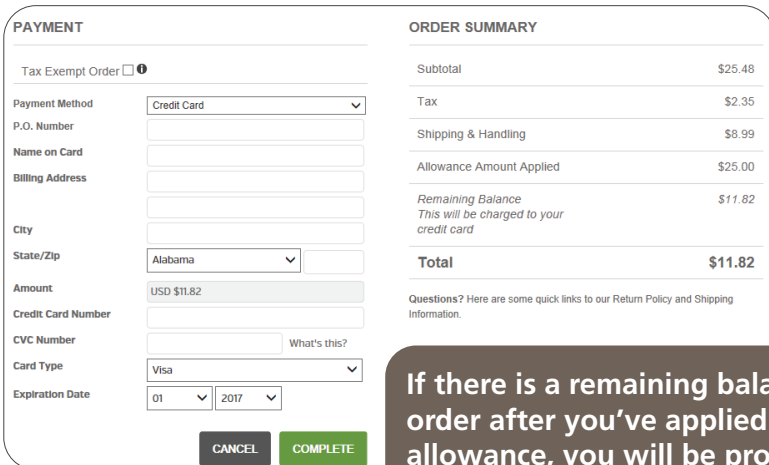 PAYMENT
Tax Exempt Order
Payment Method Credit Card
P.O. Number
Name on Card
Billing Address
City
State/Zip Alabama
Amount USD $11.82
Credit Card Number
CVC Number What's this?
Card Type Visa
Expiration Date 01 2017
CANCEL COMPLETE
ORDER SUMMARY
Subtotal $25.48
Tax $2.35
Shipping & Handling $8.99
Allowance Amount Applied $25.00
Remaining Balance $11.82
This will be charged to your
credit card
Total $11.82
Questions? Here are some quick links to our Return Policy and Shipping
Information.
If there is a remaining
order after you've applied
allowance, you will be